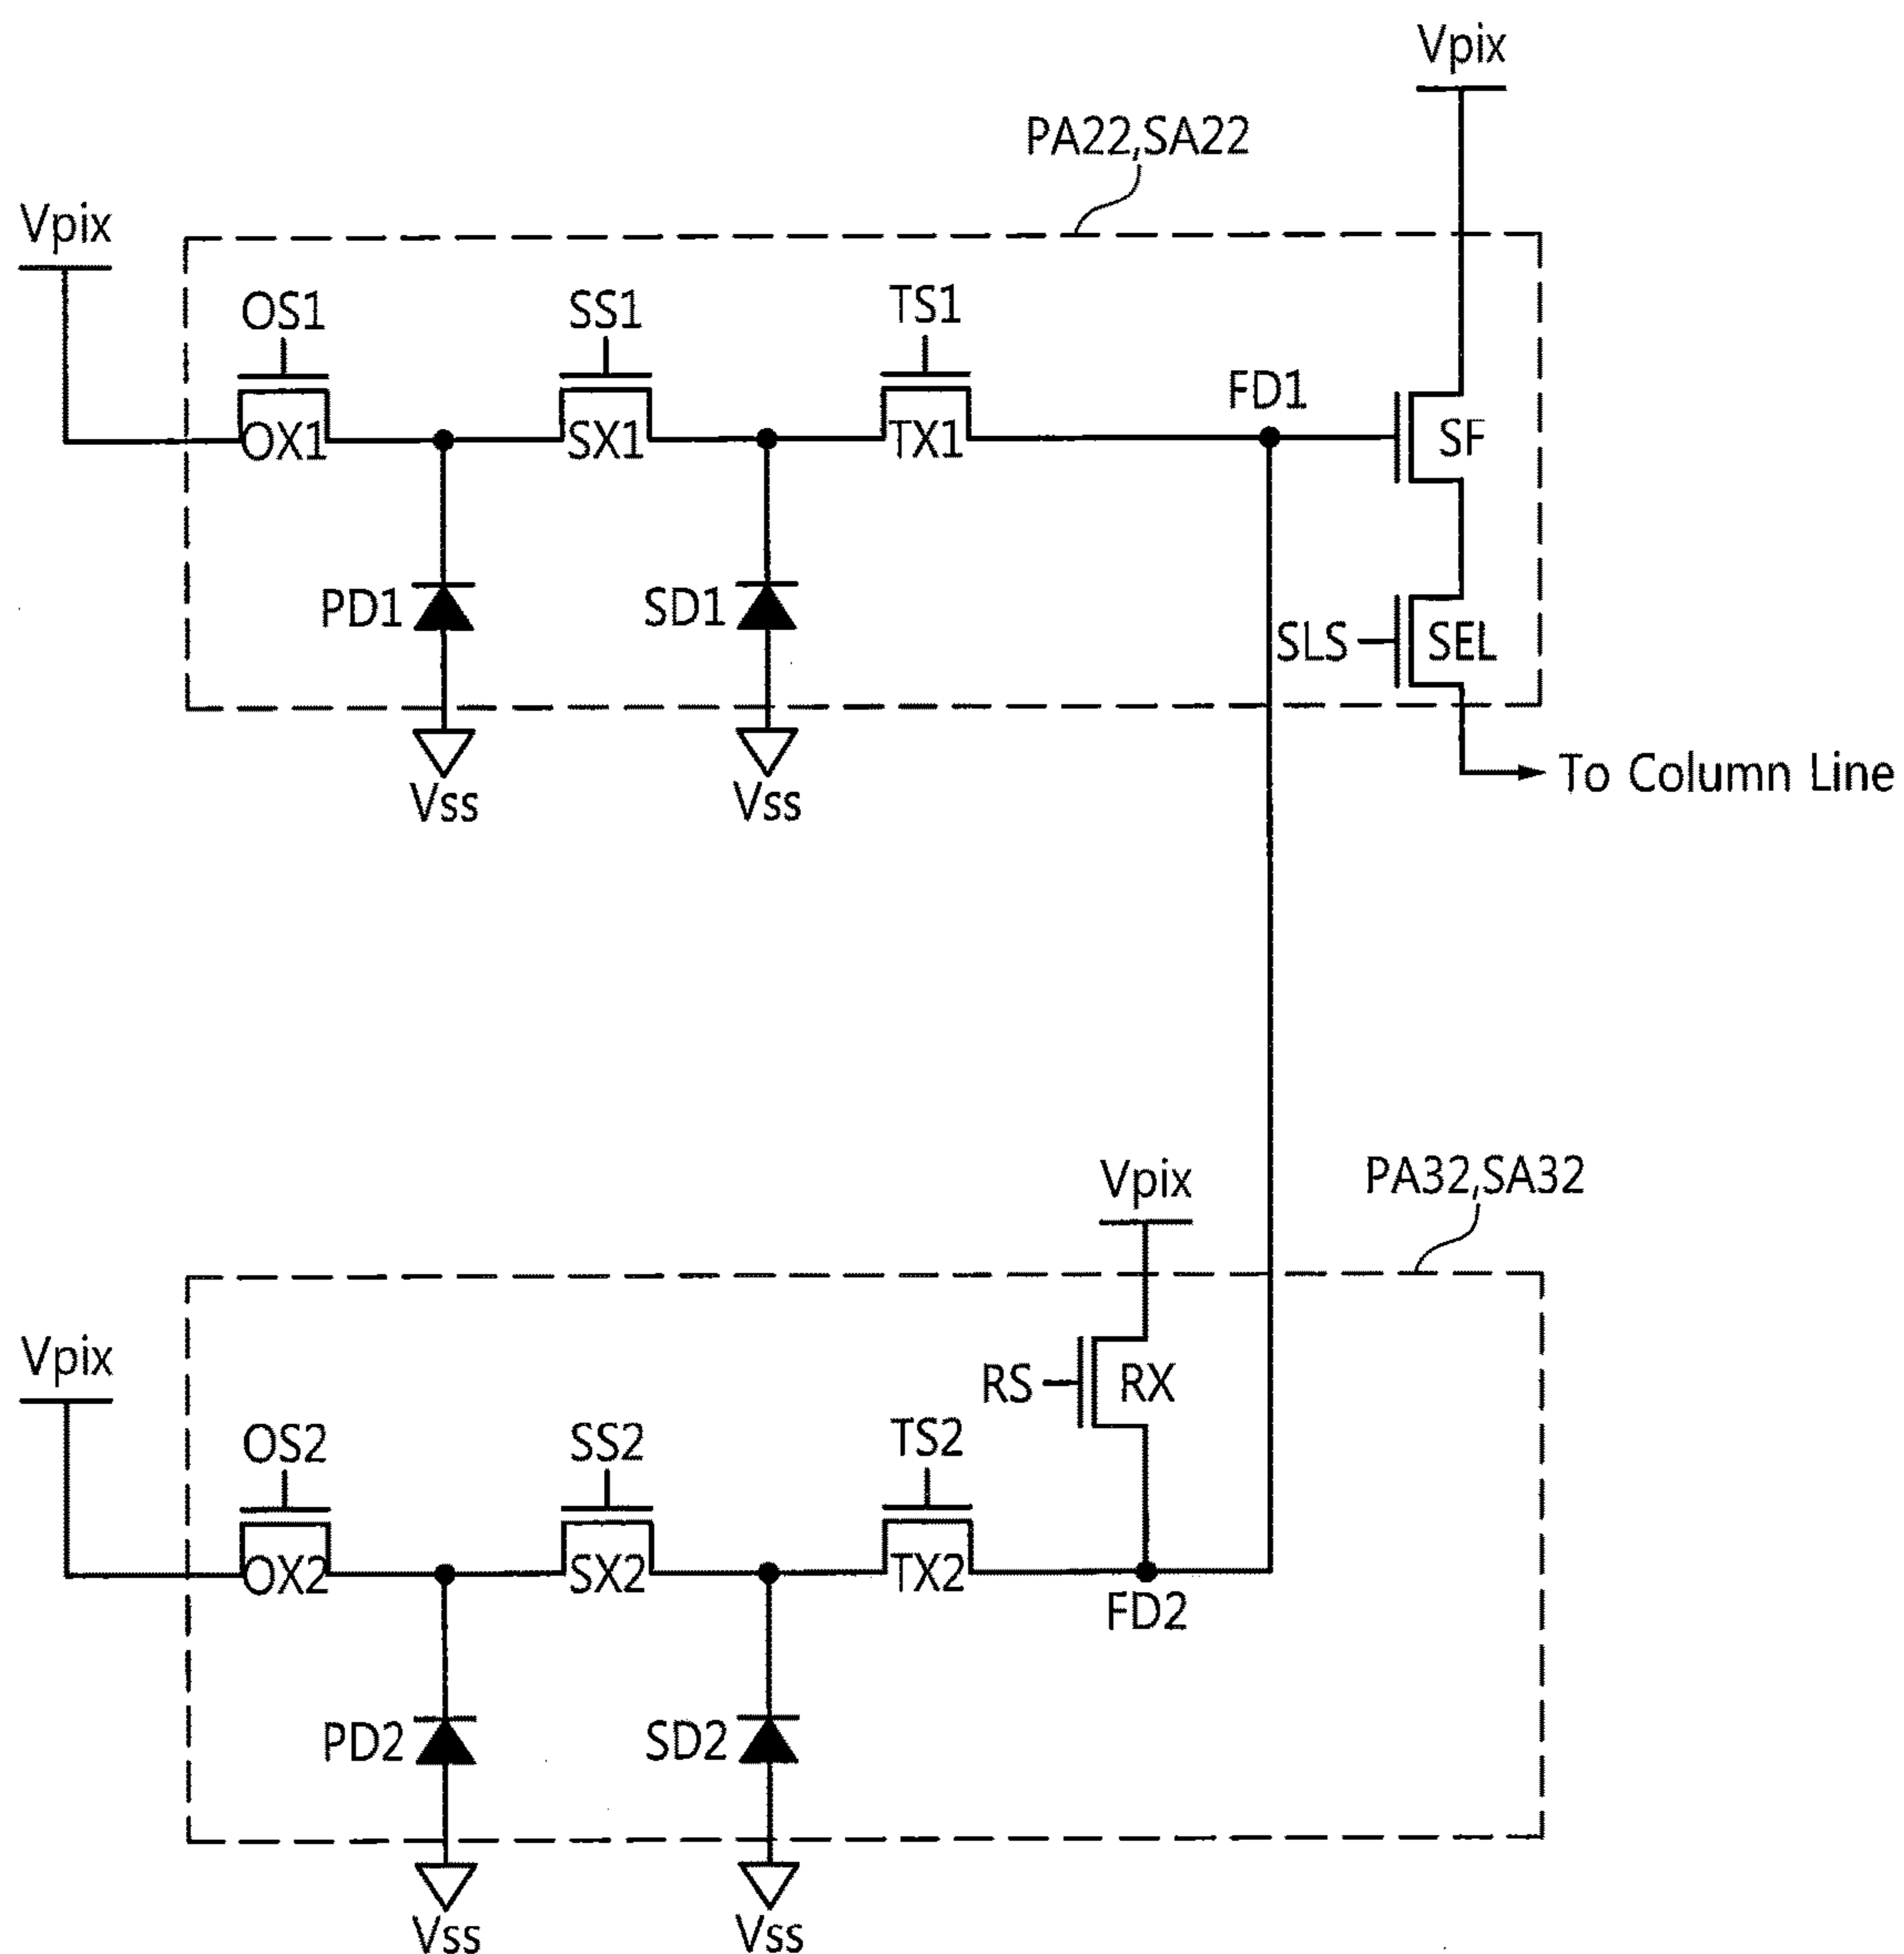 Vpix
PA22,SA22
Vpix
OS1
SS1
TS1
FD1
OX1
SX1
TX1
SF
PD1
SD1
SLS
SEL
Vss
Vss
To Column Line
Vpix
PA32,SA32
Vpix
RS
RX
OS2
SS2
TS2
OX2
SX2
TX2
FD2
PD2
SD2
Vss
Vss